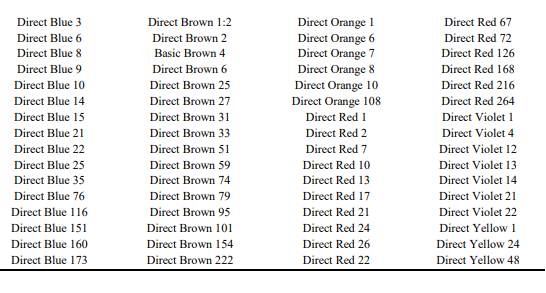 Direct Blue 3 Direct Brown 1:2 Direct Orange 1 Direct Red 67
Direct Blue 6 Direct Brown 2 Direct Orange 6 Direct Red 72
Direct Blue 8 Basic Brown 4 Direct Orange 7 Direct Red 126
Direct Blue 9 Direct Brown 6 Direct Orange 8 Direct Red 168
Direct Blue 10 Direct Brown 25 Direct Orange 10 Direct Red 216
Direct Blue 14 Direct Brown 27 Direct Orange 108 Direct Red 264
Direct Blue 15 Direct Brown 31 Direct Red 1 Direct Violet 1
Direct Blue 21 Direct Brown 33 Direct Red 2 Direct Violet 4
Direct Blue 22 Direct Brown 51 Direct Red 7 Direct Violet 12
Direct Blue 25 Direct Brown 59 Direct Red 10 Direct Violet 13
Direct Blue 35 Direct Brown 74 Direct Red 13 Direct Violet 14
Direct Blue 76 Direct Brown 79 Direct Red 17 Direct Violet 21
Direct Blue 116 Direct Brown 95 Direct Red 21 Direct Violet 22
Direct Blue 151 Direct Brown 101 Direct Red 24 Direct Yellow 1
Direct Blue 160 Direct Brown 154 Direct Red 26 Direct Yellow 24
Direct Blue 173 Direct Brown 222 Direct Red 22 Direct Yellow 48